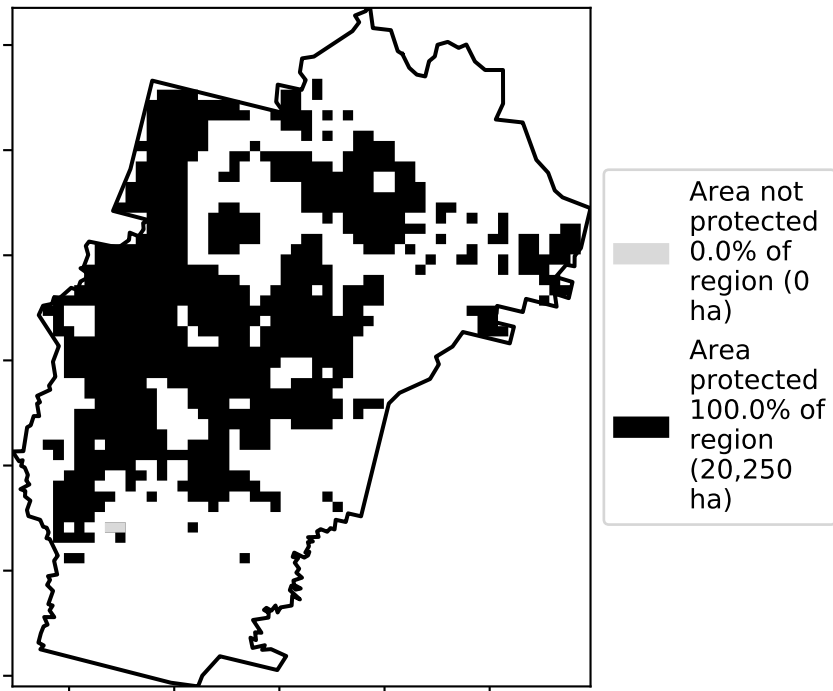 Area not
protected
0.0% of
region (0
ha)
Area
protected
100.0% of
region
(20,250
ha)